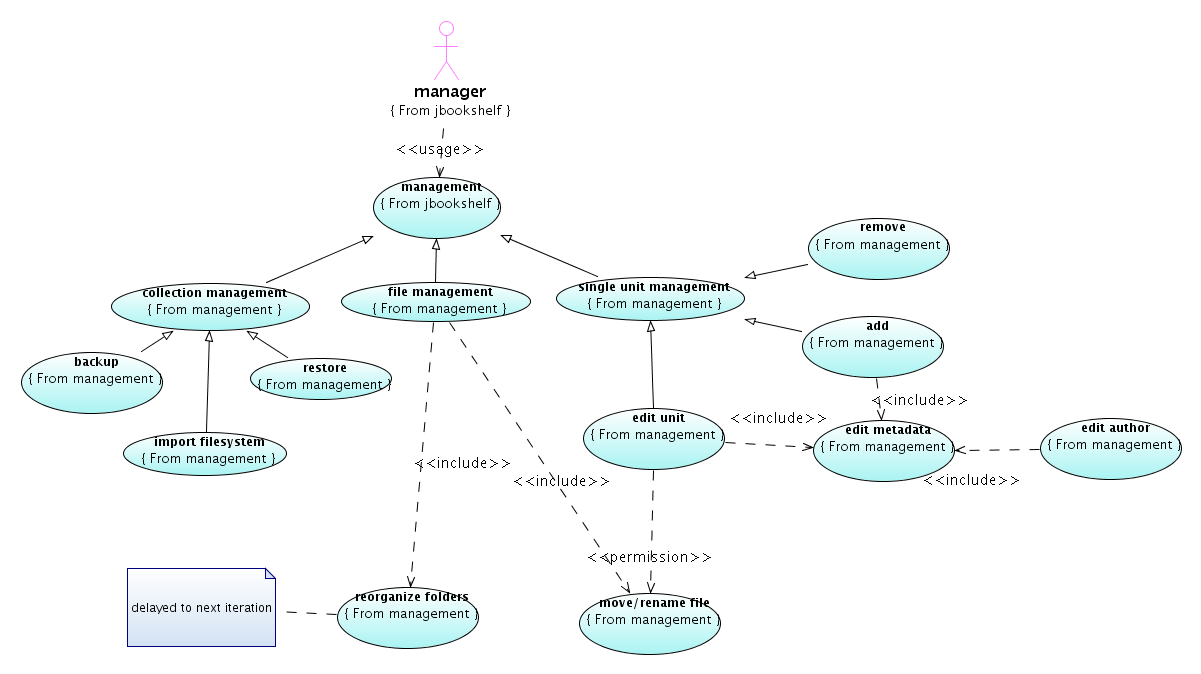 manager
{ From jbookshelf }
<<usage>>
management
{ From jbookshelf }
remove
{ From management }
collection management
{ From management }
file management
{ From management }
single unit management
{ From management }
add
{ From management }
backup
{ From management }
restore
{ From management }
import filesystem
{ From management }
<<include>>
<<include>>
edit unit
{ From management }
edit metadata
{ From management }
edit author
{ From management }
<<include>>
<<include>>
<<include>>
<<permission>>
delayed to next iteration
reorganize folders
{ From management }
move/rename file
{ From management }